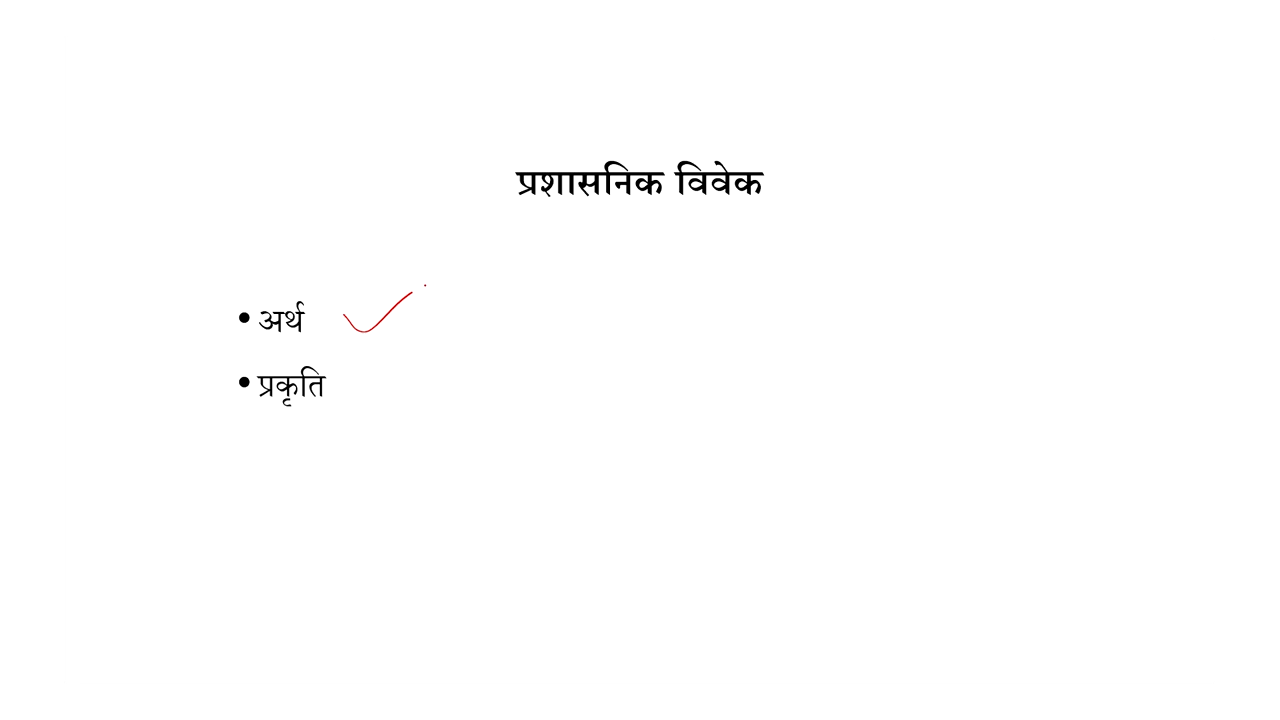 प्रशासनिक विवेक
• अर्थ
• प्रकृति